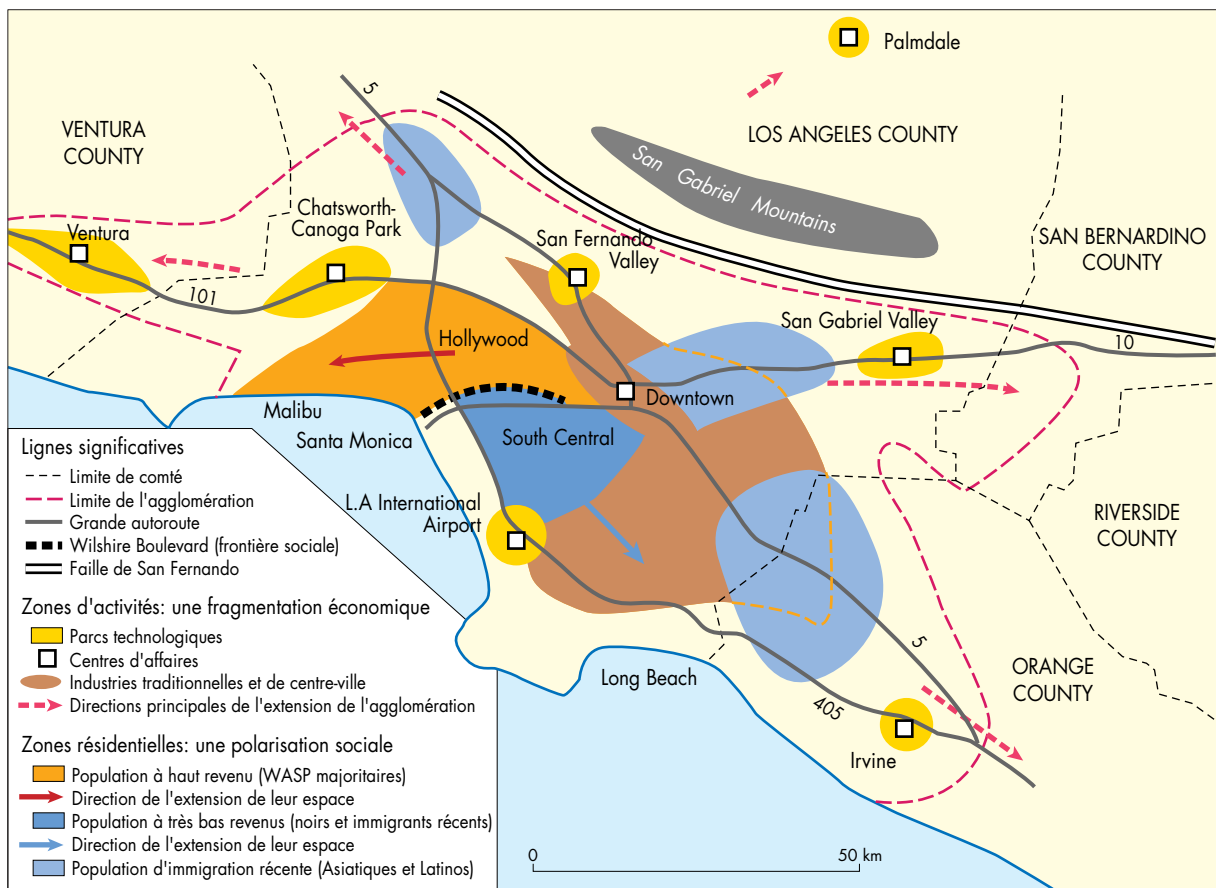 Palmdale
5
VENTURA
COUNTY
LOS ANGELES COUNTY
San Gabriel Mountains
Chatsworth-
Canoga Park
Ventura
San Fernando
Valley
SAN BERNARDINO
COUNTY
101
San Gabriel Valley
Hollywood
10
Malibu
Downtown
Santa Monica
South Central
L.A International
Airport
RIVERSIDE
COUNTY
5
ORANGE
COUNTY
Long Beach
405
Irvine
Lignes significatives
Limite de comté
Limite de l'agglomération
Grande autoroute
Wilshire Boulevard (frontière sociale)
Faille de San Fernando
Zones d'activités: une fragmentation économique
Parcs technologiques
Centres d'affaires
Industries traditionnelles et de centre-ville
Directions principales de l'extension de l'agglomération
Zones résidentielles: une polarisation sociale
Population à haut revenu (WASP majoritaires)
Direction de l'extension de leur espace
Population à très bas revenus (noirs et immigrants récents)
Direction de l'extension de leur espace
Population d'immigration récente (Asiatiques et Latinos)
0 50 km